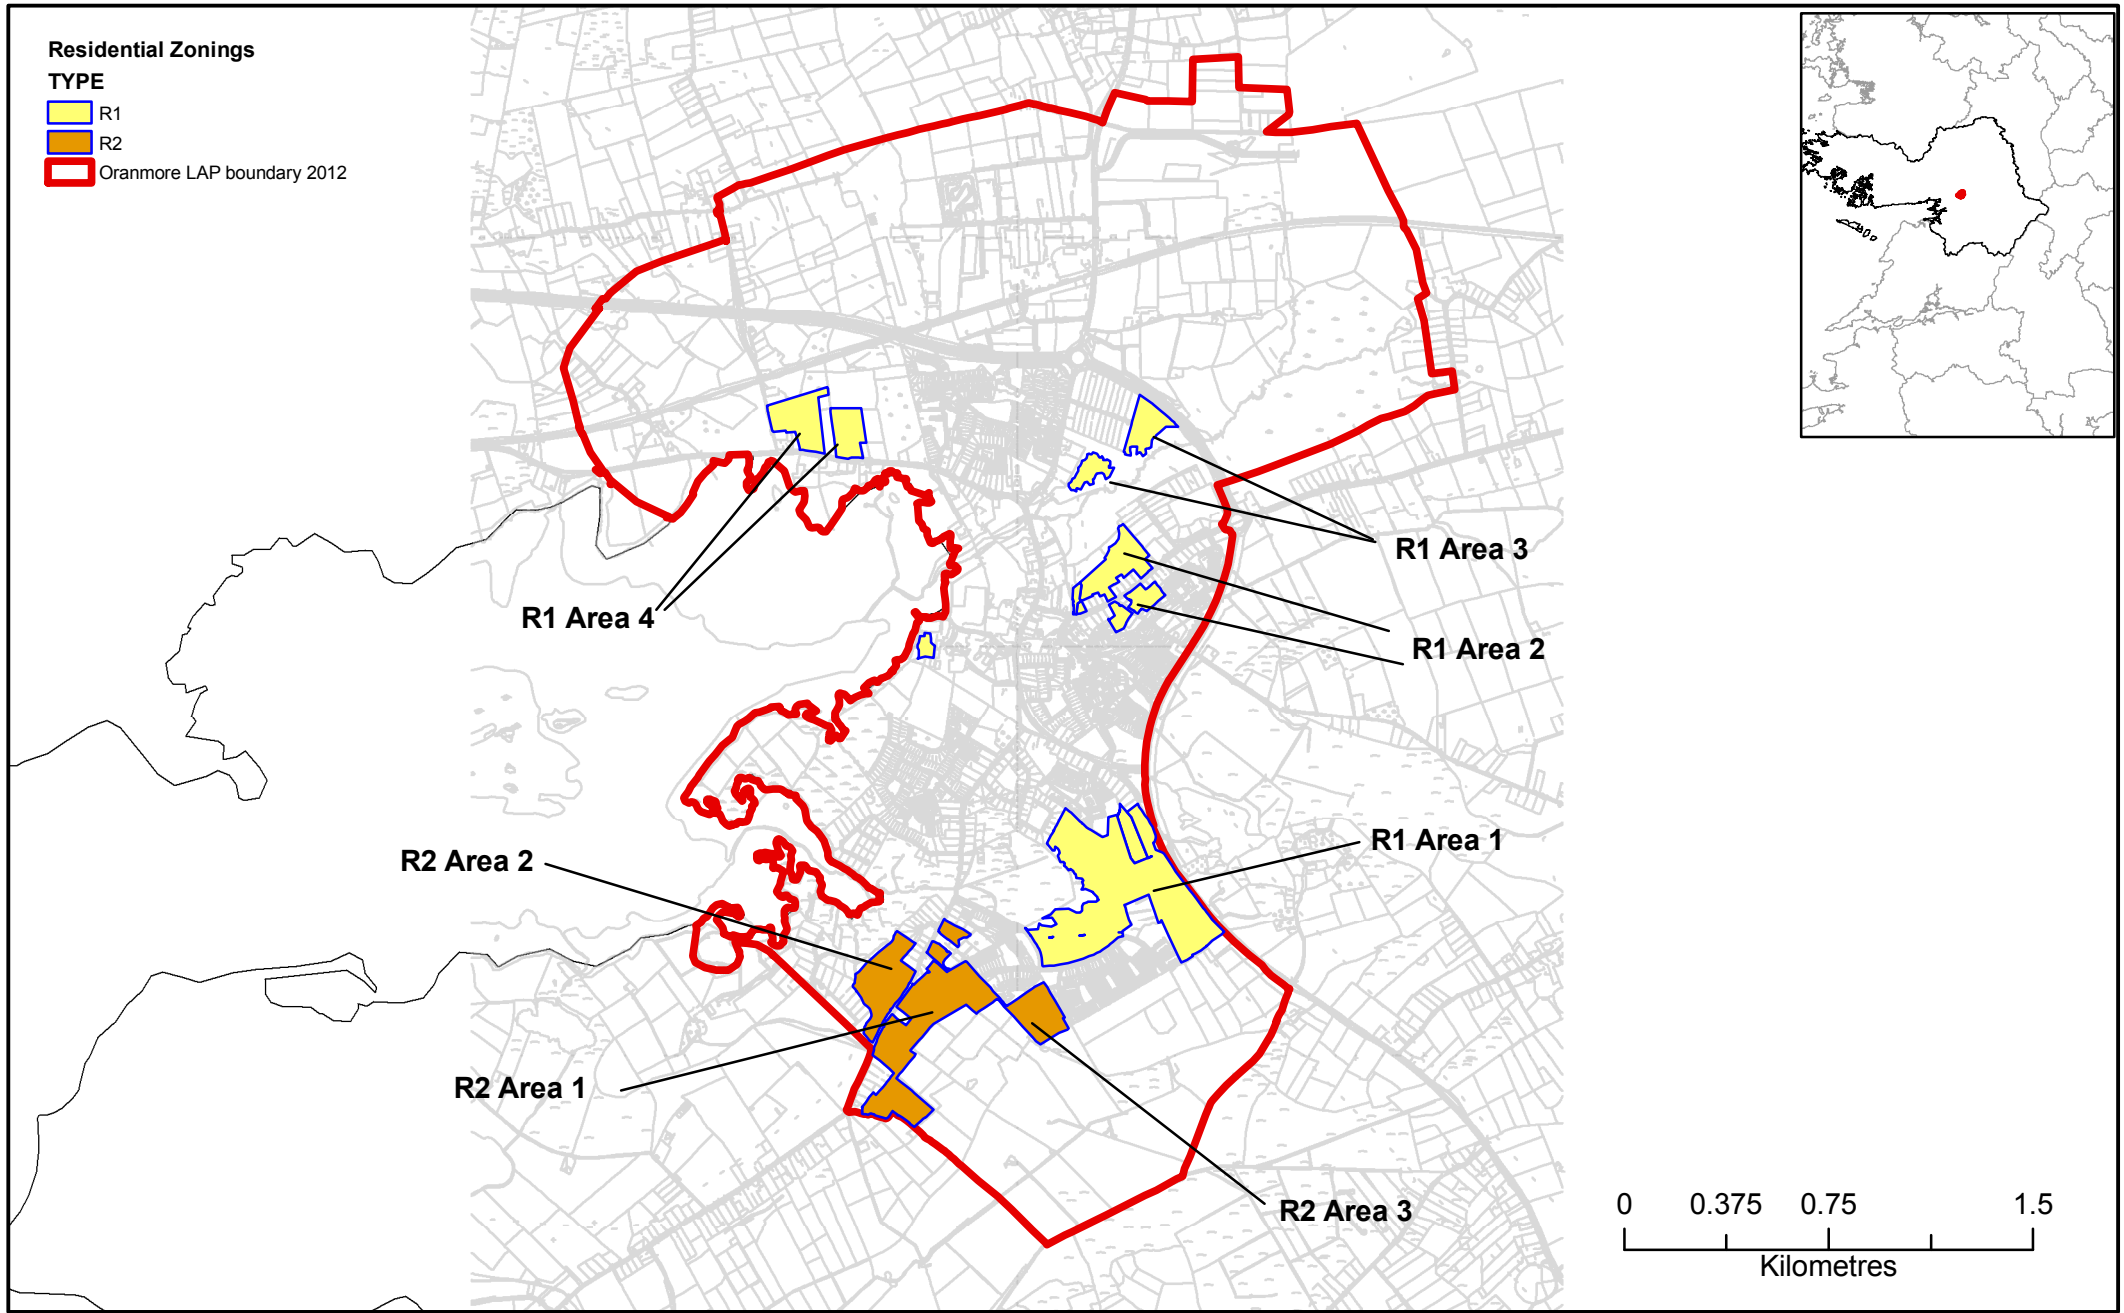 Residential Zonings
TYPE
R1
R2
Oranmore LAP boundary 2012
R1 Area 3
R1 Area 4
R1 Area 2
R1 Area 1
R2 Area 2
R2 Area 1
R2 Area 3
0 0.375 0.75 1.5
Kilometres